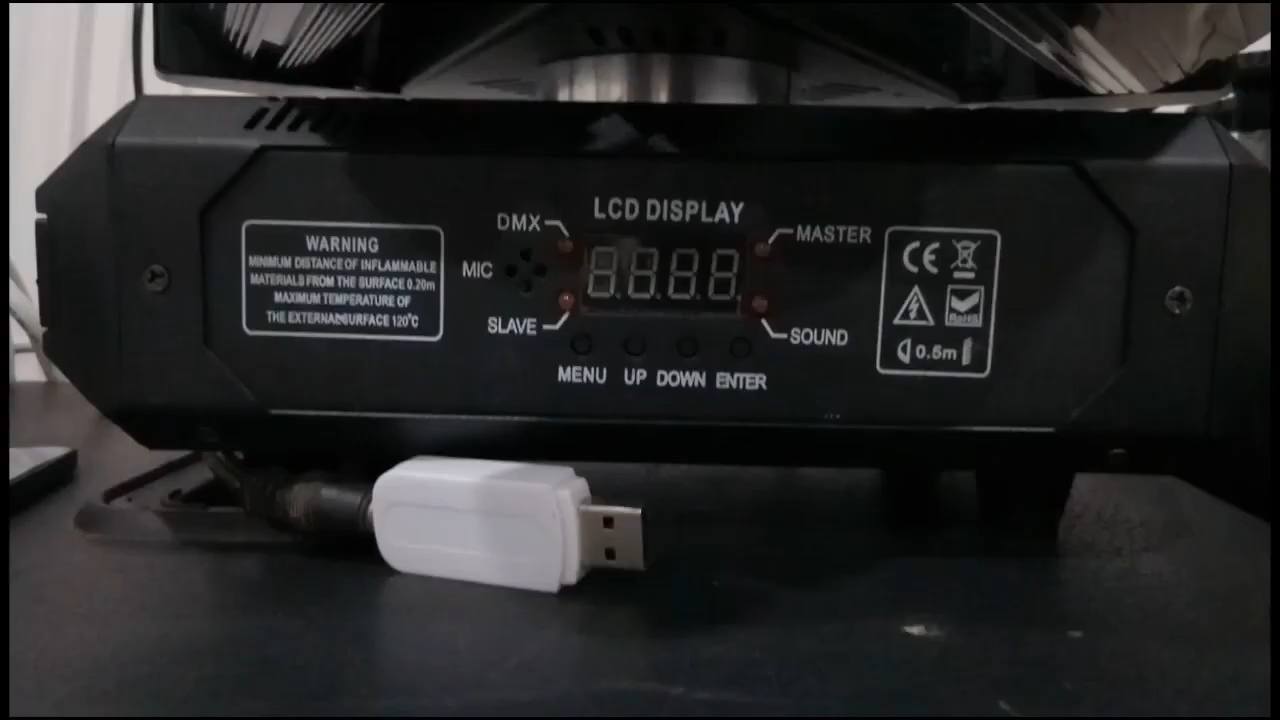 LCD DISPLAY
DMX
MASTER
MIC
SLAVE
SOUND
MENU UP DOWN ENTER
WARNING
MINIMUM DISTANCE OF INFLAMMABLE
MATERIALS FROM THE SURFACE 0.20m
MAXIMUM TEMPERATURE OF
THE EXTERNAL SURFACE 120°C
CE
RoHS
0.5m